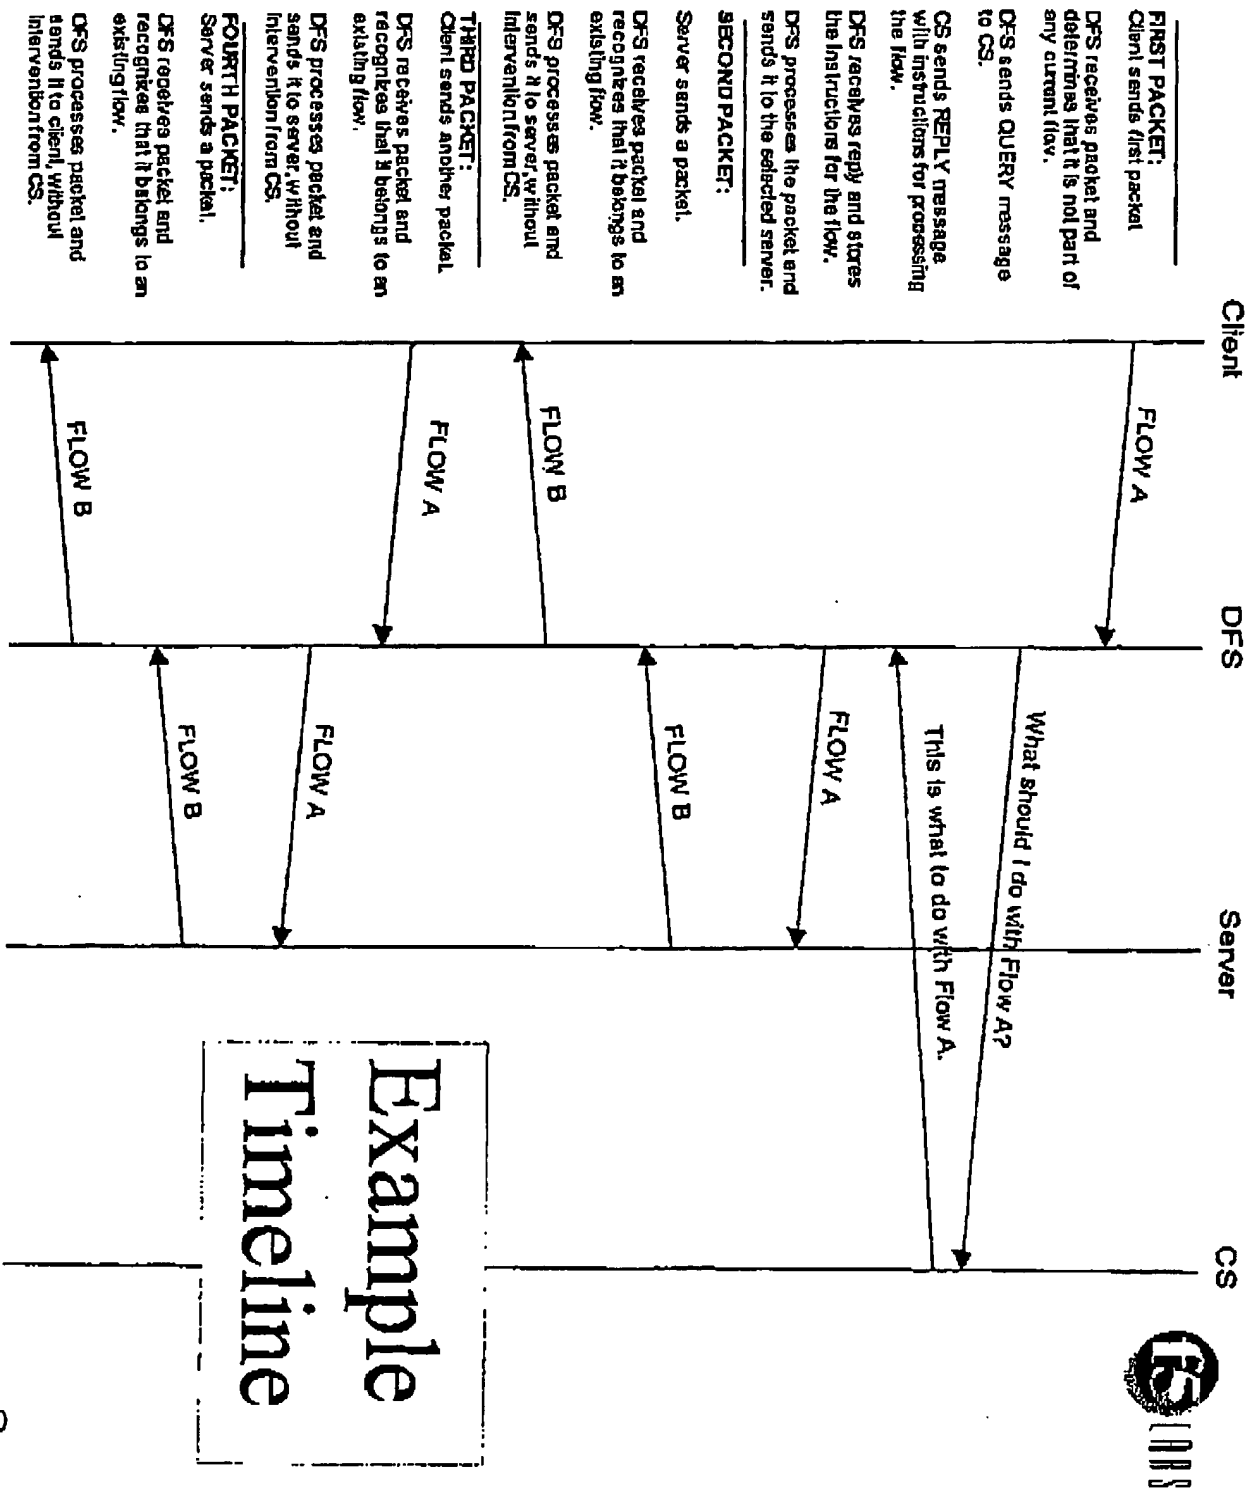 Client
DFS
Server
CS
FIRST PACKET:
Client sends first packet
DFS receives packet and
determines that it is not part of
any current flow.
DFS sends QUERY message
to CS.
CS sends REPLY message
with instructions for processing
the flow.
DFS receives reply and stores
the instructions for the flow.
DFS processes the packet and
sends it to the selected server.
SECOND PACKET:
Server sends a packet.
DFS receives packet and
recognizes that it belongs to an
existing flow.
DFS processes packet and
sends it to server, without
intervention from CS.
THIRD PACKET:
Client sends another packet.
DFS receives packet and
recognizes that it belongs to an
existing flow.
DFS processes packet and
sends it to server, without
intervention from CS.
FOURTH PACKET:
Server sends a packet.
DFS receives packet and
recognizes that it belongs to an
existing flow.
DFS processes packet and
sends it to client, without
intervention from CS.
FLOW A
What should I do with Flow A?
This is what to do with Flow A.
FLOW A
FLOW B
FLOW B
FLOW A
FLOW A
FLOW B
FLOW B
Example
Timeline
LABS